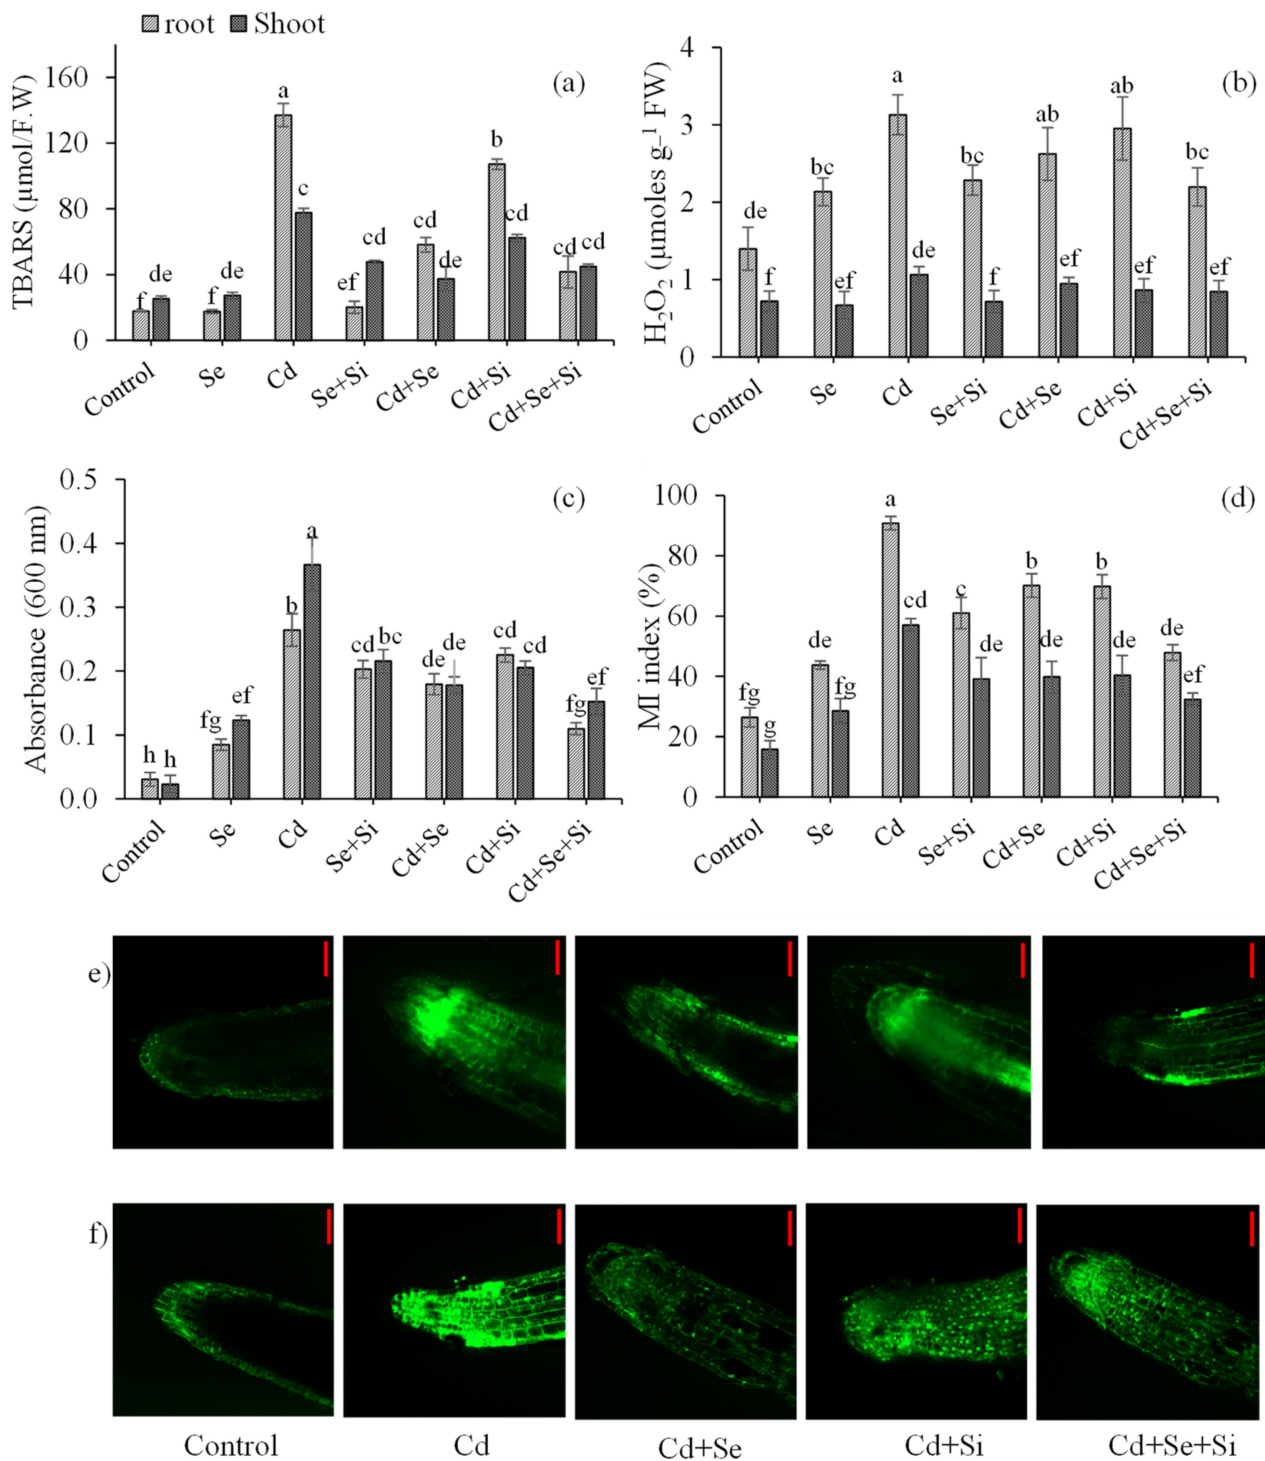 root Shoot
(a)
TBARS (µmol/F.W)
160
120
80
40
0
a
c
b
cd
cd
cd
de
cd cd
f de
f de
ef
Control Se Cd Se+Si Cd+Se Cd+Si Cd+Se+Si
(b)
H₂O₂ (µmoles g⁻¹ FW)
4
3
2
1
0
de f
bc ef
a de
bc f
ab ef
ab ef
bc ef
Control Se Cd Se+Si Cd+Se Cd+Si Cd+Se+Si
(c)
Absorbance (600 nm)
0.5
0.4
0.3
0.2
0.1
0.0
h h
fg ef
b a
cd bc
de de
cd cd
fg ef
Control Se Cd Se+Si Cd+Se Cd+Si Cd+Se+Si
(d)
MI index (%)
100
80
60
40
20
0
fg g
de fg
a cd
c de
b de
b de
de ef
Control Se Cd Se+Si Cd+Se Cd+Si Cd+Se+Si
e)
f)
Control Cd Cd+Se Cd+Si Cd+Se+Si